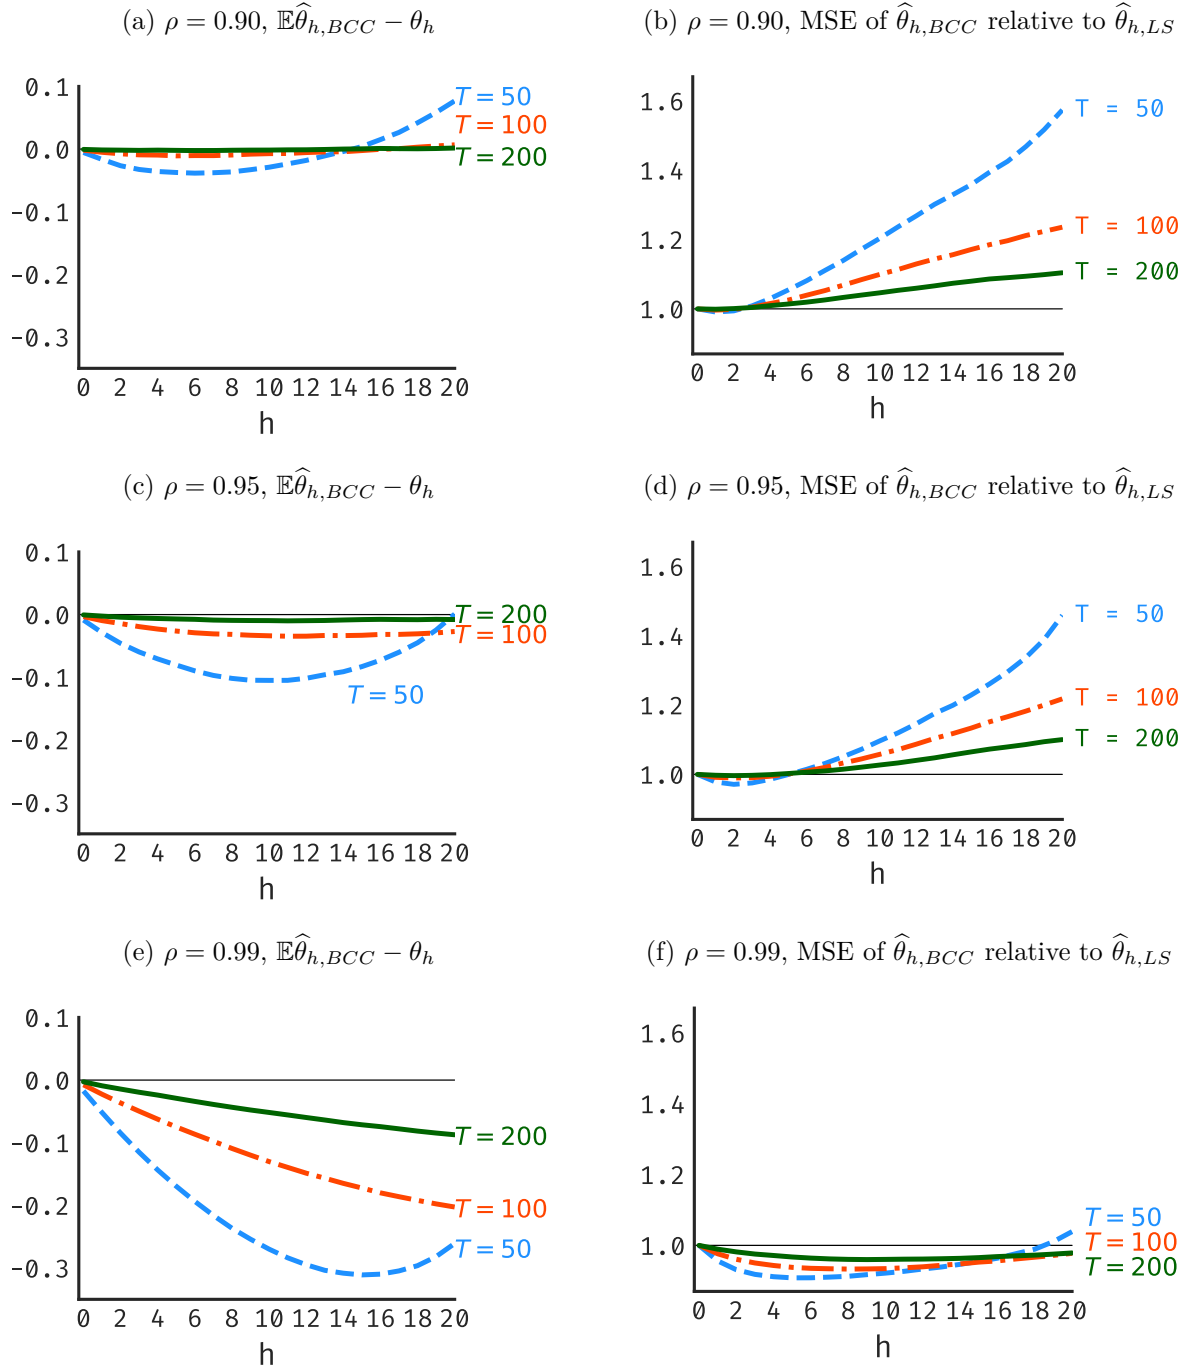 (a) ρ = 0.90, 𝔼θ̂_{h,BCC} − θ_h
0.1
0.0
−0.1
−0.2
−0.3
T = 50
T = 100
T = 200
0 2 4 6 8 10 12 14 16 18 20
h
(b) ρ = 0.90, MSE of θ̂_{h,BCC} relative to θ̂_{h,LS}
1.6
1.4
1.2
1.0
T = 50
T = 100
T = 200
0 2 4 6 8 10 12 14 16 18 20
h
(c) ρ = 0.95, 𝔼θ̂_{h,BCC} − θ_h
0.1
0.0
−0.1
−0.2
−0.3
T = 200
T = 100
T = 50
0 2 4 6 8 10 12 14 16 18 20
h
(d) ρ = 0.95, MSE of θ̂_{h,BCC} relative to θ̂_{h,LS}
1.6
1.4
1.2
1.0
T = 50
T = 100
T = 200
0 2 4 6 8 10 12 14 16 18 20
h
(e) ρ = 0.99, 𝔼θ̂_{h,BCC} − θ_h
0.1
0.0
−0.1
−0.2
−0.3
T = 200
T = 100
T = 50
0 2 4 6 8 10 12 14 16 18 20
h
(f) ρ = 0.99, MSE of θ̂_{h,BCC} relative to θ̂_{h,LS}
1.6
1.4
1.2
1.0
T = 50
T = 100
T = 200
0 2 4 6 8 10 12 14 16 18 20
h